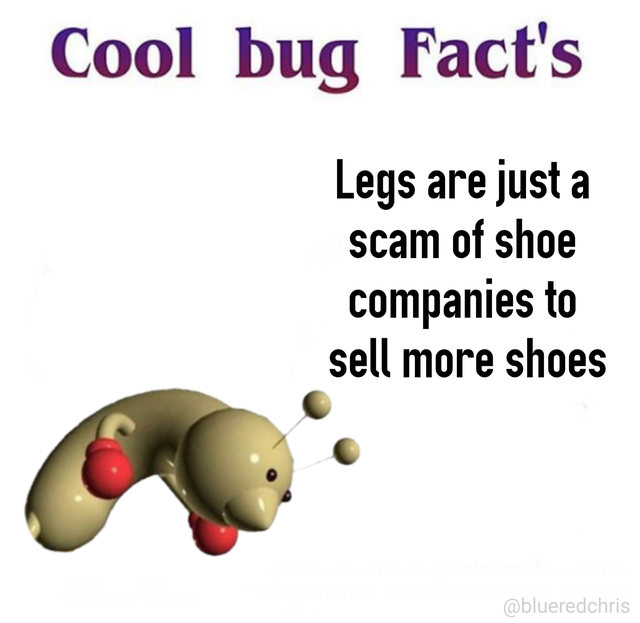 Cool bug Fact's
Legs are just a
scam of shoe
companies to
sell more shoes
@blueredchris